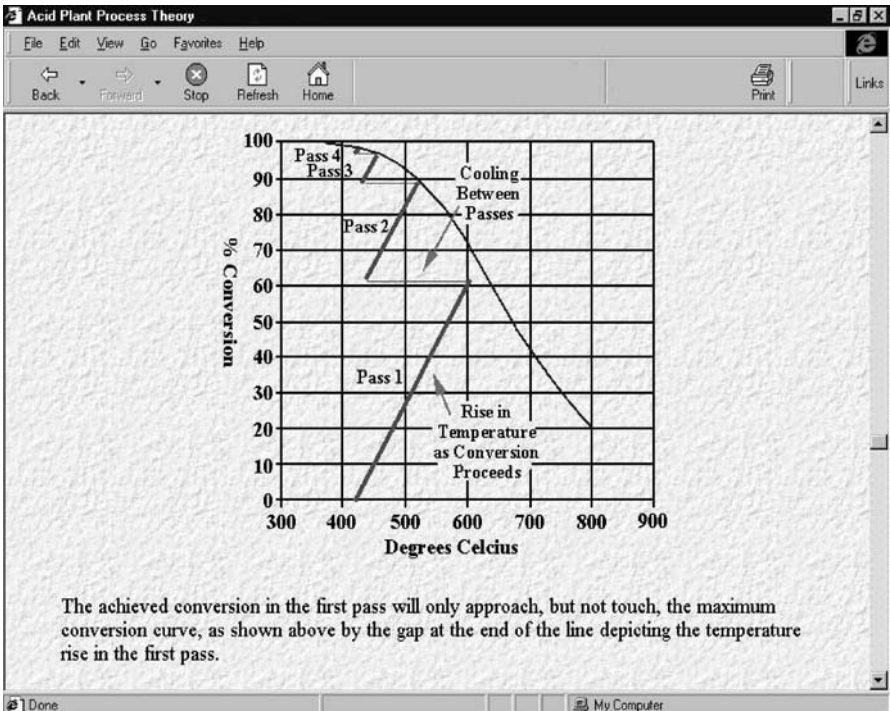 Acid Plant Process Theory
File Edit View Go Favorites Help
Back Forward Stop Refresh Home Print Links
100
90
80
70
60
50
40
30
20
10
0
% Conversion
Pass 4
Pass 3
Pass 2
Pass 1
Cooling
Between
Passes
Rise in
Temperature
as Conversion
Proceeds
300 400 500 600 700 800 900
Degrees Celcius
The achieved conversion in the first pass will only approach, but not touch, the maximum
conversion curve, as shown above by the gap at the end of the line depicting the temperature
rise in the first pass.
Done My Computer